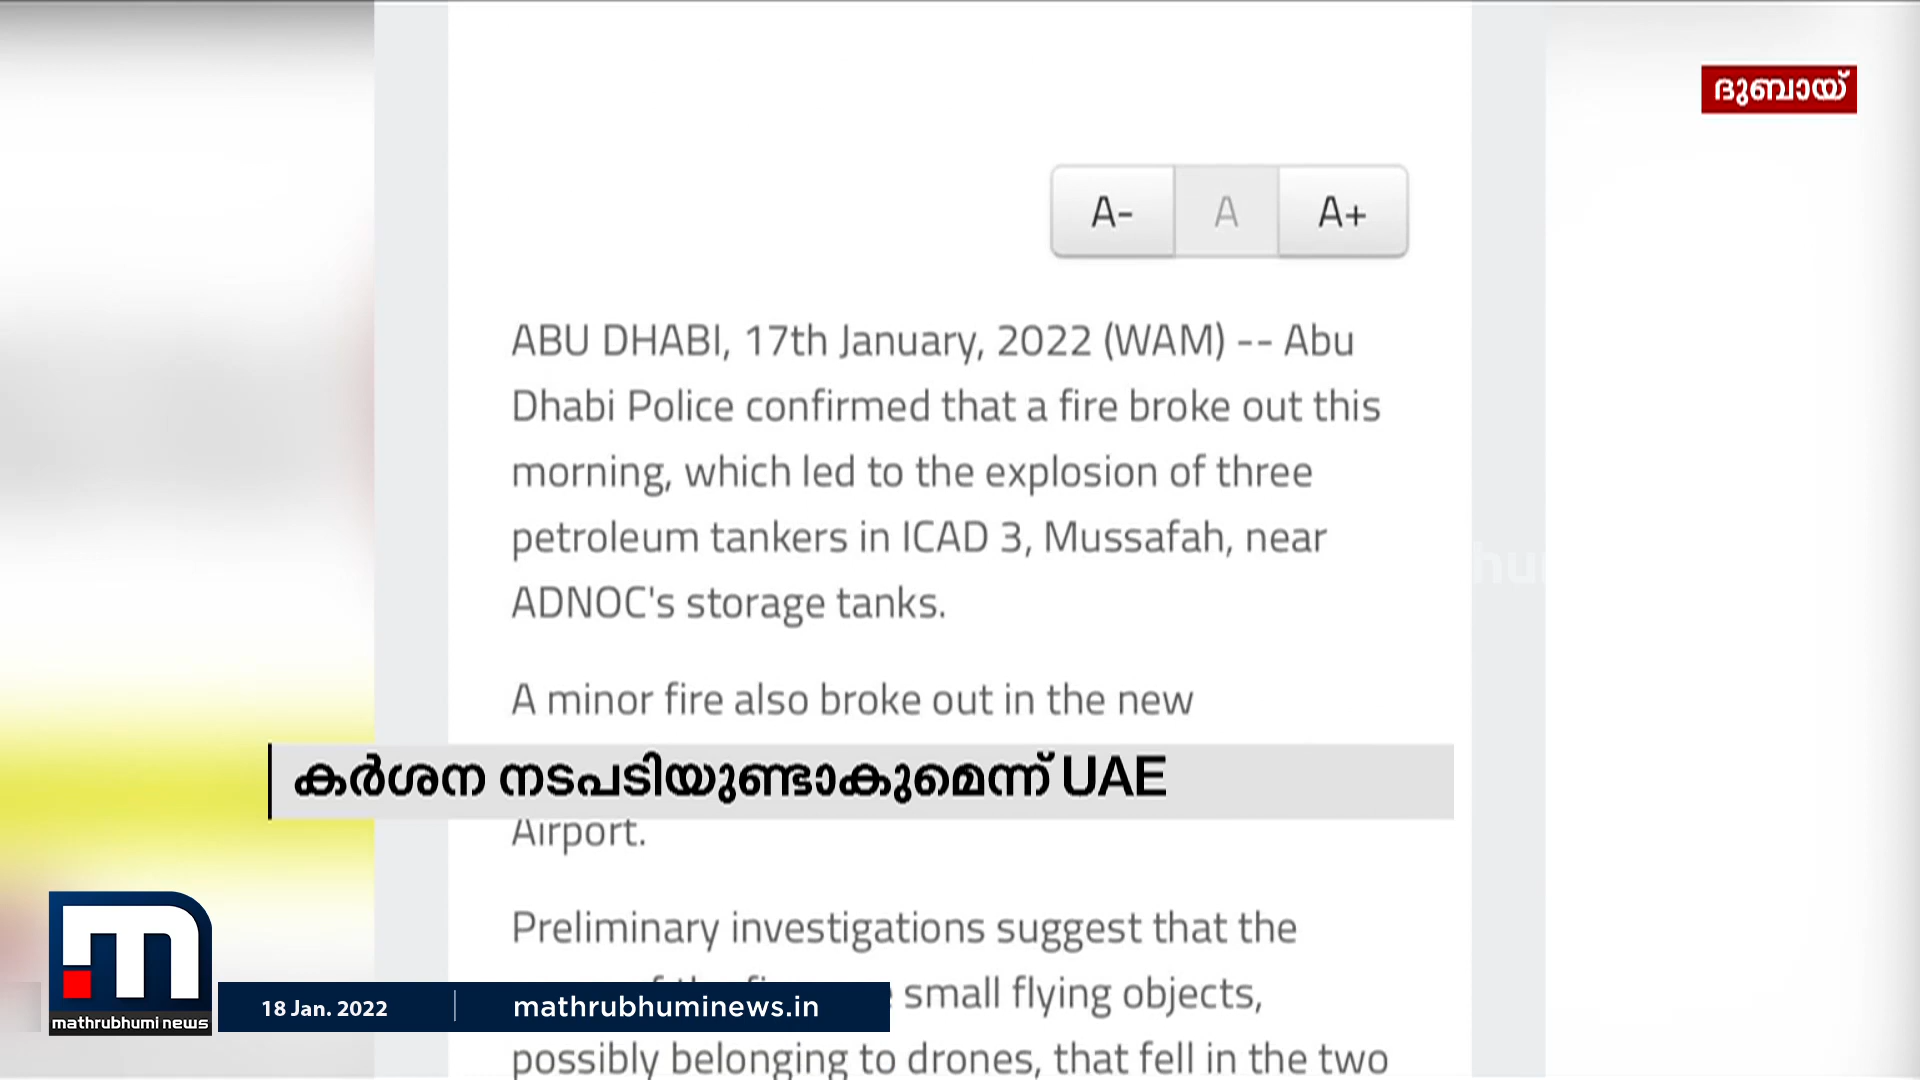 ദുബായ്
A- A A+
ABU DHABI, 17th January, 2022 (WAM) -- Abu
Dhabi Police confirmed that a fire broke out this
morning, which led to the explosion of three
petroleum tankers in ICAD 3, Mussafah, near
ADNOC's storage tanks.
A minor fire also broke out in the new
കർശന നടപടിയുണ്ടാകുമെന്ന് UAE
Airport.
Preliminary investigations suggest that the
small flying objects,
possibly belonging to drones, that fell in the two
mathrubhumi news
18 Jan. 2022
mathrubhuminews.in